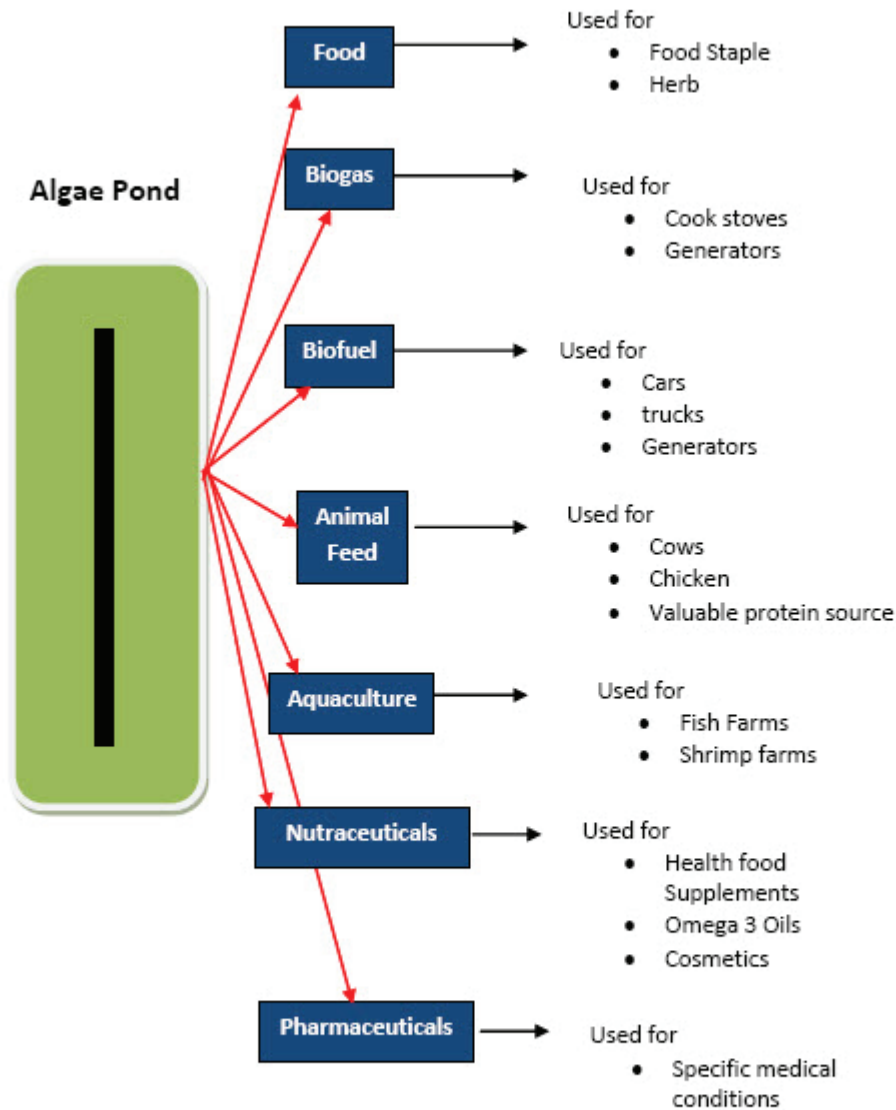 Algae Pond
Food
Used for
● Food Staple
● Herb
Biogas
Used for
● Cook stoves
● Generators
Biofuel
Used for
● Cars
● trucks
● Generators
Animal
Feed
Used for
● Cows
● Chicken
● Valuable protein source
Aquaculture
Used for
● Fish Farms
● Shrimp farms
Nutraceuticals
Used for
● Health food
Supplements
● Omega 3 Oils
● Cosmetics
Pharmaceuticals
Used for
● Specific medical
conditions